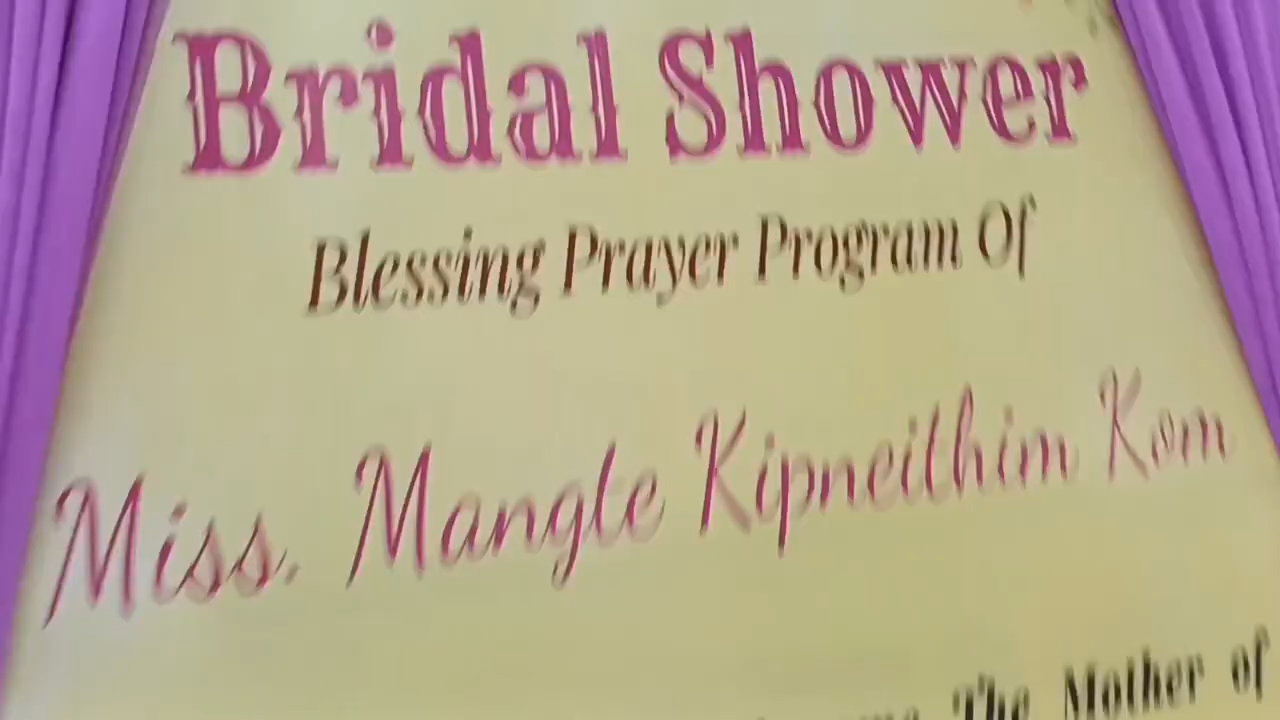 Bridal Shower
Blessing Prayer Program Of
Miss. Mangte Kipneithim Kom
The Mother of